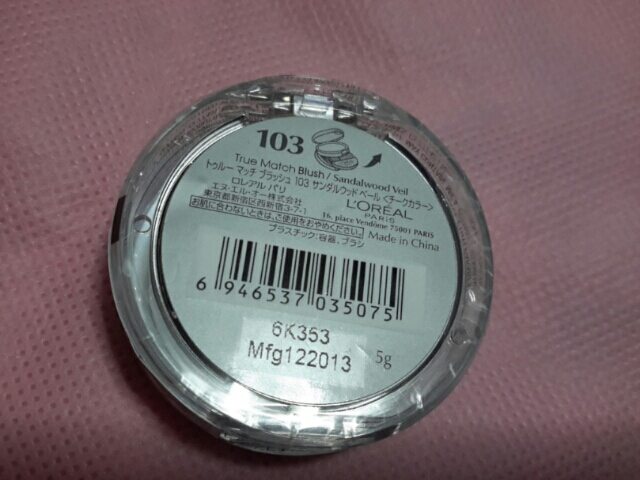 103
True Match Blush / Sandalwood Veil
トゥルー マッチ ブラッシュ 103 サンダルウッドベール <チークカラー>
ロレアル パリ
エヌ・エル・オー株式会社
東京都新宿区西新宿3-7-1
お肌に合わないときは、ご使用をおやめください。
プラスチック：容器、ブラシ
L'ORÉAL
PARIS
16, place Vendôme 75001 PARIS
Made in China
6 946537 035075
6K353
Mfg122013
5g